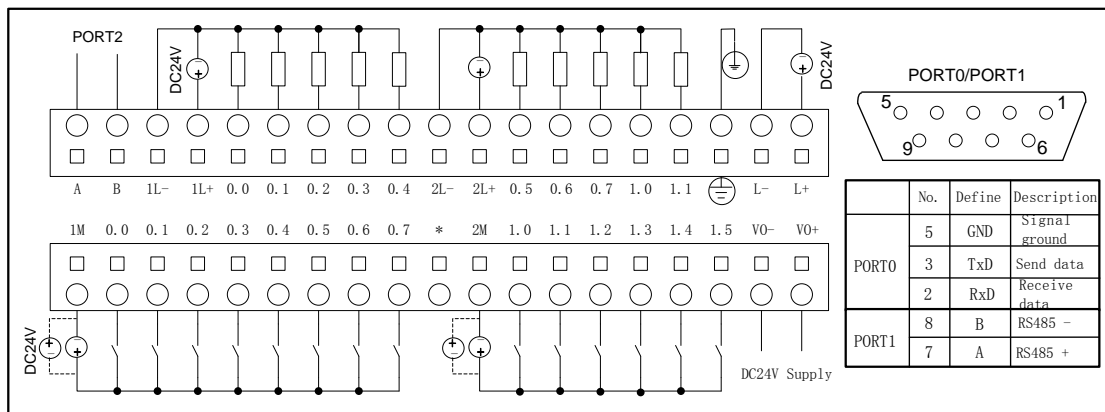 PORT2
DC24V
DC24V
A B 1L- 1L+ 0.0 0.1 0.2 0.3 0.4 2L- 2L+ 0.5 0.6 0.7 1.0 1.1 L- L+
1M 0.0 0.1 0.2 0.3 0.4 0.5 0.6 0.7 * 2M 1.0 1.1 1.2 1.3 1.4 1.5 VO- VO+
DC24V
DC24V Supply
PORT0/PORT1
5 1
9 6
No. Define Description
PORT0
5 GND Signal ground
3 TxD Send data
2 RxD Receive data
PORT1
8 B RS485 -
7 A RS485 +